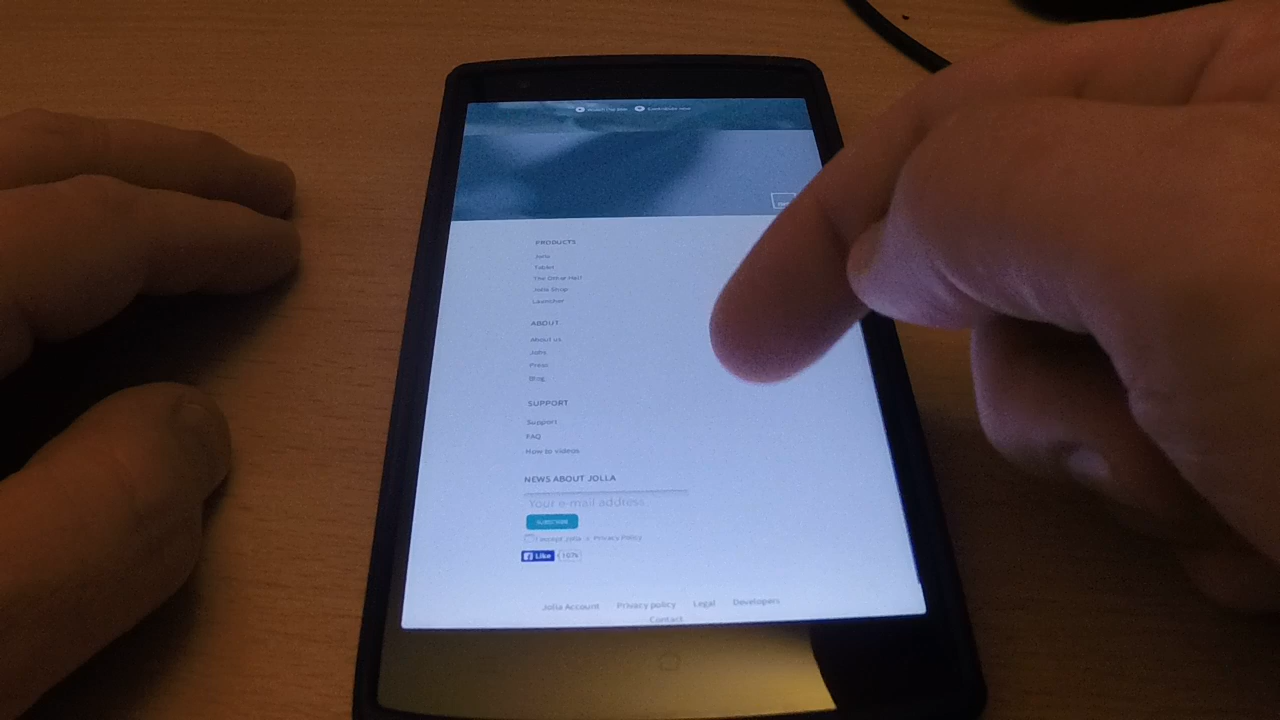 PRODUCTS
Jolla
Tablet
The Other Half
Jolla Shop
Launcher
ABOUT
About us
Jobs
Press
Blog
SUPPORT
Support
FAQ
How to videos
NEWS ABOUT JOLLA
Your e-mail address
Subscribe
I accept Jolla's Privacy Policy
Like 107k
Jolla Account Privacy policy Legal Developers
Contact